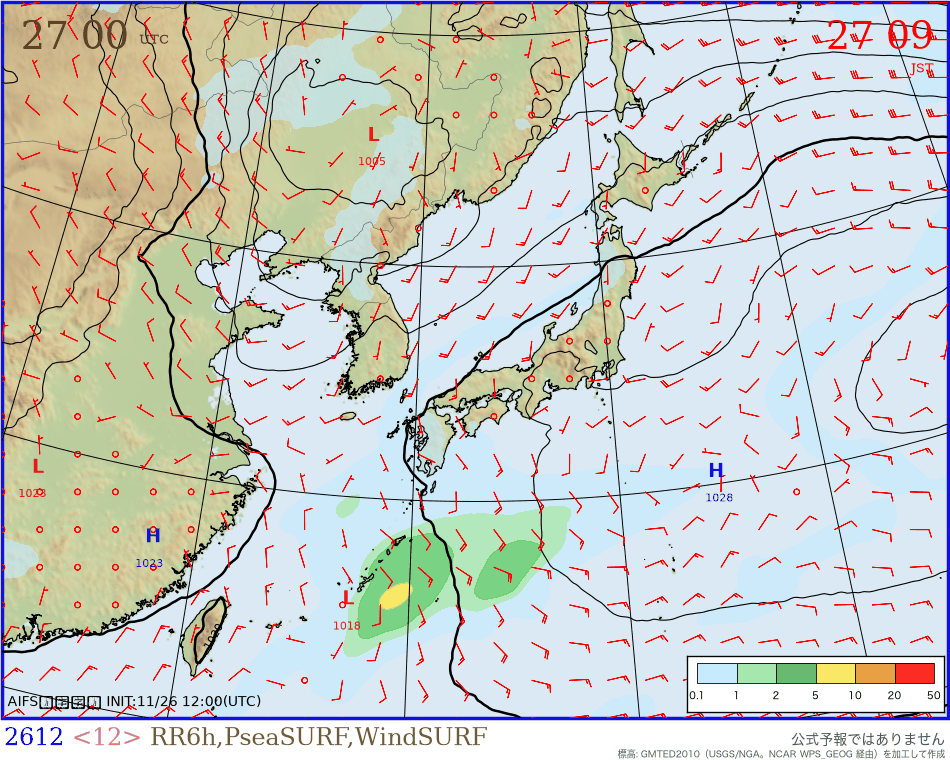 27 00 UTC
27 09
JST
L
1005
L
1023
H
1023
H
1028
L
1018
AIFS INIT:11/26 12:00(UTC)
0.1 1 2 5 10 20 50
2612 <12> RR6h,PseaSURF,WindSURF
公式予報ではありません
標高: GMTED2010（USGS/NGA。NCAR WPS_GEOG 経由）を加工して作成